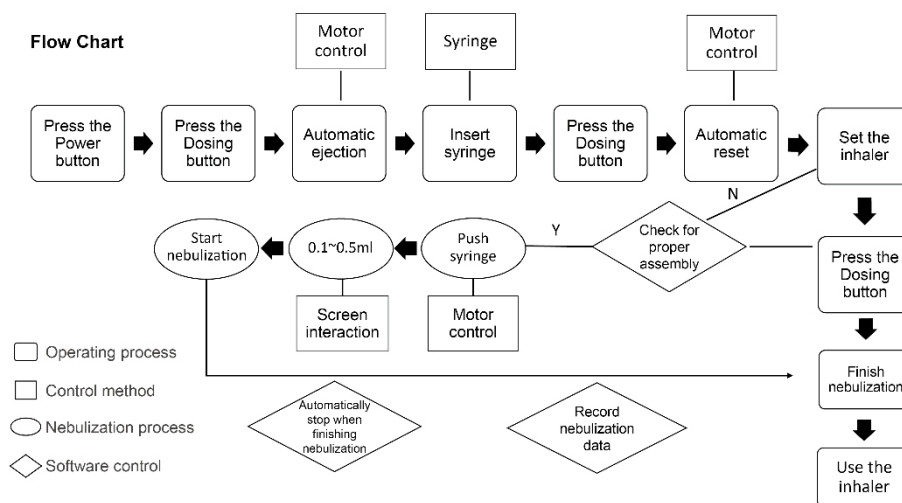 Flow Chart
Motor
control
Syringe
Motor
control
Press the
Power
button
Press the
Dosing
button
Automatic
ejection
Insert
syringe
Press the
Dosing
button
Automatic
reset
Set the
inhaler
N
Start
nebulization
0.1~0.5ml
Push
syringe
Y
Check for
proper
assembly
Press the
Dosing
button
Screen
interaction
Motor
control
Operating process
Control method
Nebulization process
Software control
Automatically
stop when
finishing
nebulization
Record
nebulization
data
Finish
nebulization
Use the
inhaler